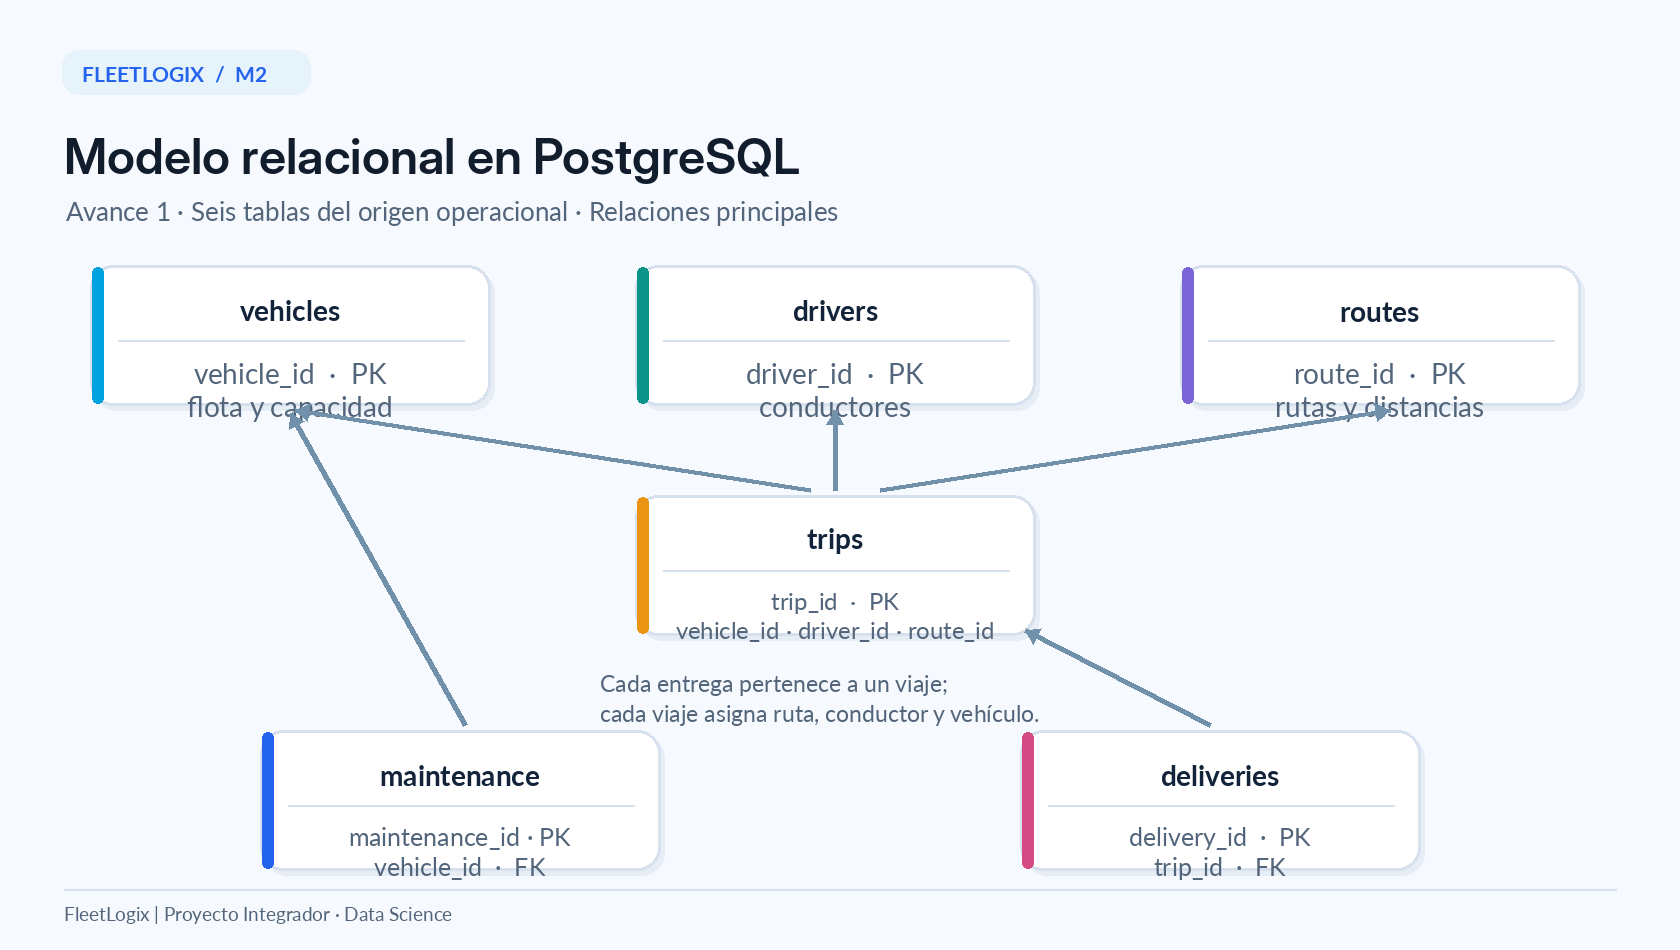 FLEETLOGIX / M2
Modelo relacional en PostgreSQL
Avance 1 · Seis tablas del origen operacional · Relaciones principales
vehicles
vehicle_id · PK
flota y capacidad
drivers
driver_id · PK
conductores
routes
route_id · PK
rutas y distancias
trips
trip_id · PK
vehicle_id · driver_id · route_id
Cada entrega pertenece a un viaje;
cada viaje asigna ruta, conductor y vehículo.
maintenance
maintenance_id · PK
vehicle_id · FK
deliveries
delivery_id · PK
trip_id · FK
FleetLogix | Proyecto Integrador · Data Science